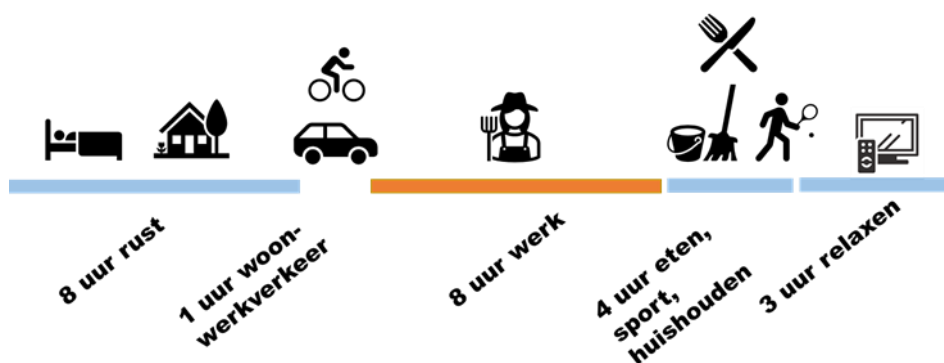 8 uur rust
1 uur woon-
werkverkeer
8 uur werk
4 uur eten,
sport,
huishouden
3 uur relaxen